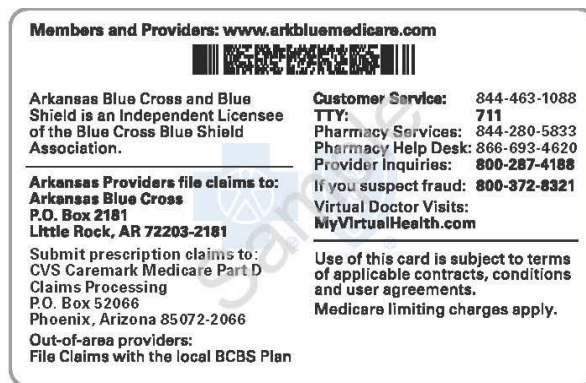 Members and Providers: www.arkbluemedicare.com
Arkansas Blue Cross and Blue
Shield is an Independent Licensee
of the Blue Cross Blue Shield
Association.
Arkansas Providers file claims to:
Arkansas Blue Cross
P.O. Box 2181
Little Rock, AR 72203-2181
Submit prescription claims to:
CVS Caremark Medicare Part D
Claims Processing
P.O. Box 52066
Phoenix, Arizona 85072-2066
Out-of-area providers:
File Claims with the local BCBS Plan
Customer Service: 844-463-1088
TTY: 711
Pharmacy Services: 844-280-5833
Pharmacy Help Desk: 866-693-4620
Provider Inquiries: 800-287-4188
If you suspect fraud: 800-372-8321
Virtual Doctor Visits:
MyVirtualHealth.com
Use of this card is subject to terms
of applicable contracts, conditions
and user agreements.
Medicare limiting charges apply.
Sample